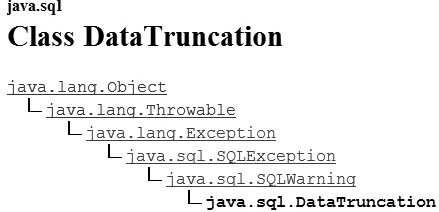 java.sql
Class DataTruncation
java.lang.Object
java.lang.Throwable
java.lang.Exception
java.sql.SQLException
java.sql.SQLWarning
java.sql.DataTruncation